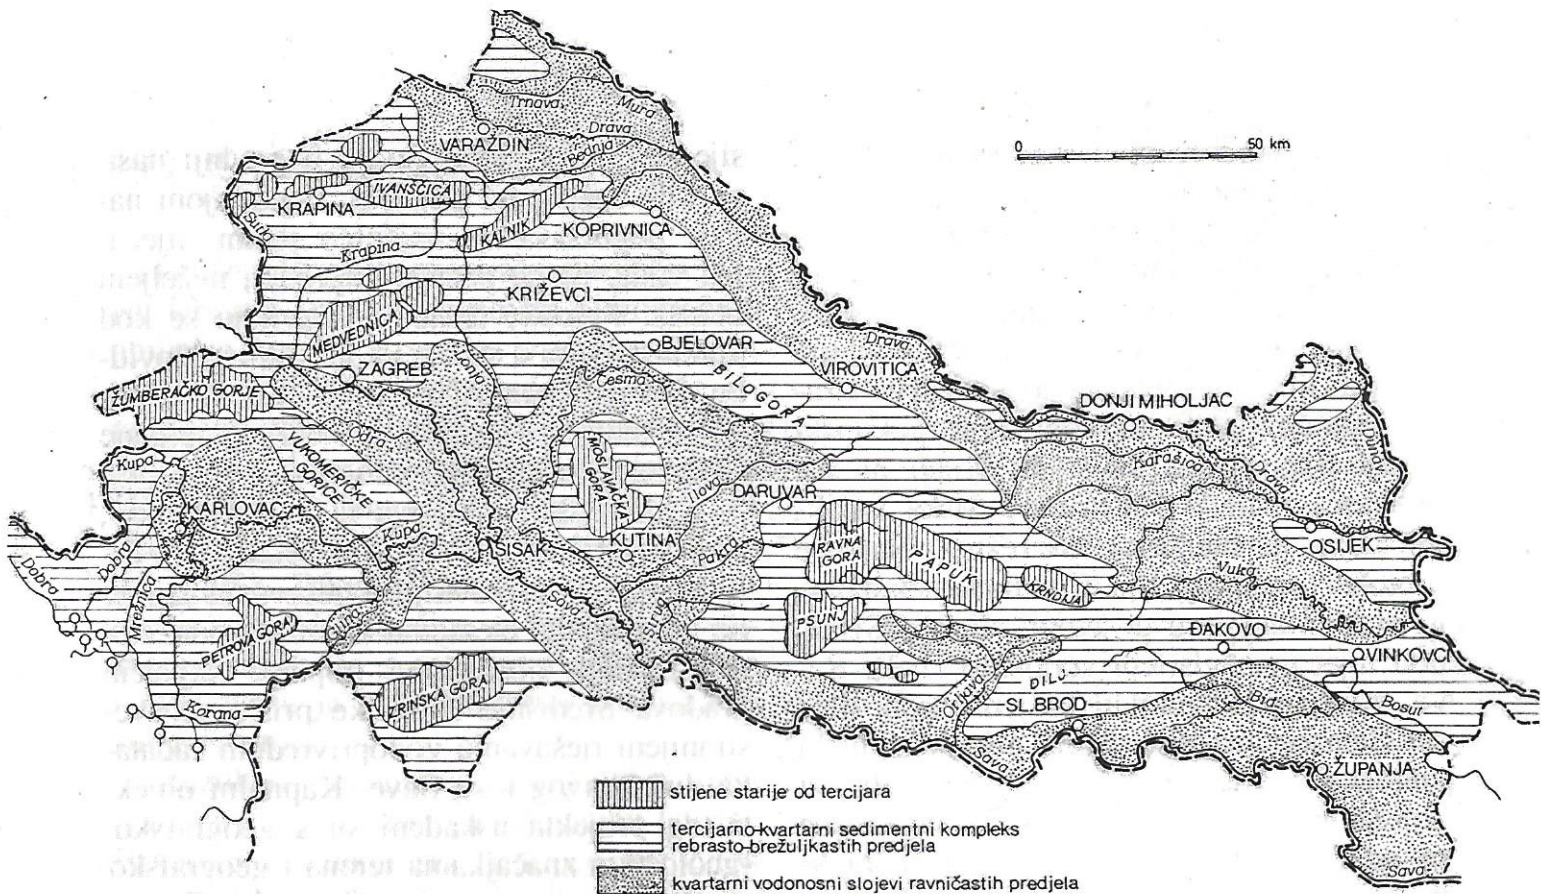 Trnava
Mura
Drava
VARAŽDIN
Bednja
0 50 km
IVANŠČICA
KRAPINA
Sutla
KALNIK
KOPRIVNICA
Krapina
KRIŽEVCI
MEDVEDNICA
Lonja
BJELOVAR
Drava
ZAGREB
Česma
BILOGORA
VIROVITICA
ŽUMBERAČKO GORJE
DONJI MIHOLJAC
Odra
VUKOMERIČKE
GORICE
MOSLAVAČKA
GORA
Dunav
Kupa
Karašica
Drava
Ilova
DARUVAR
KARLOVAC
Kupa
SISAK
KUTINA
Pakra
RAVNA
GORA
PAPUK
OSIJEK
Dobra
Dobra
Vuka
KRNDIJA
Mrežnica
Sava
Glina
PSUNJ
PETROVA GORA
ĐAKOVO
VINKOVCI
ZRINSKA GORA
DILJ
Orljava
SL.BROD
Biđ
Bosut
Korana
Sava
ŽUPANJA
stijene starije od tercijara
tercijarno-kvartarni sedimentni kompleks
rebrasto-brežuljkastih predjela
Sava
kvartarni vodonosni slojevi ravničastih predjela